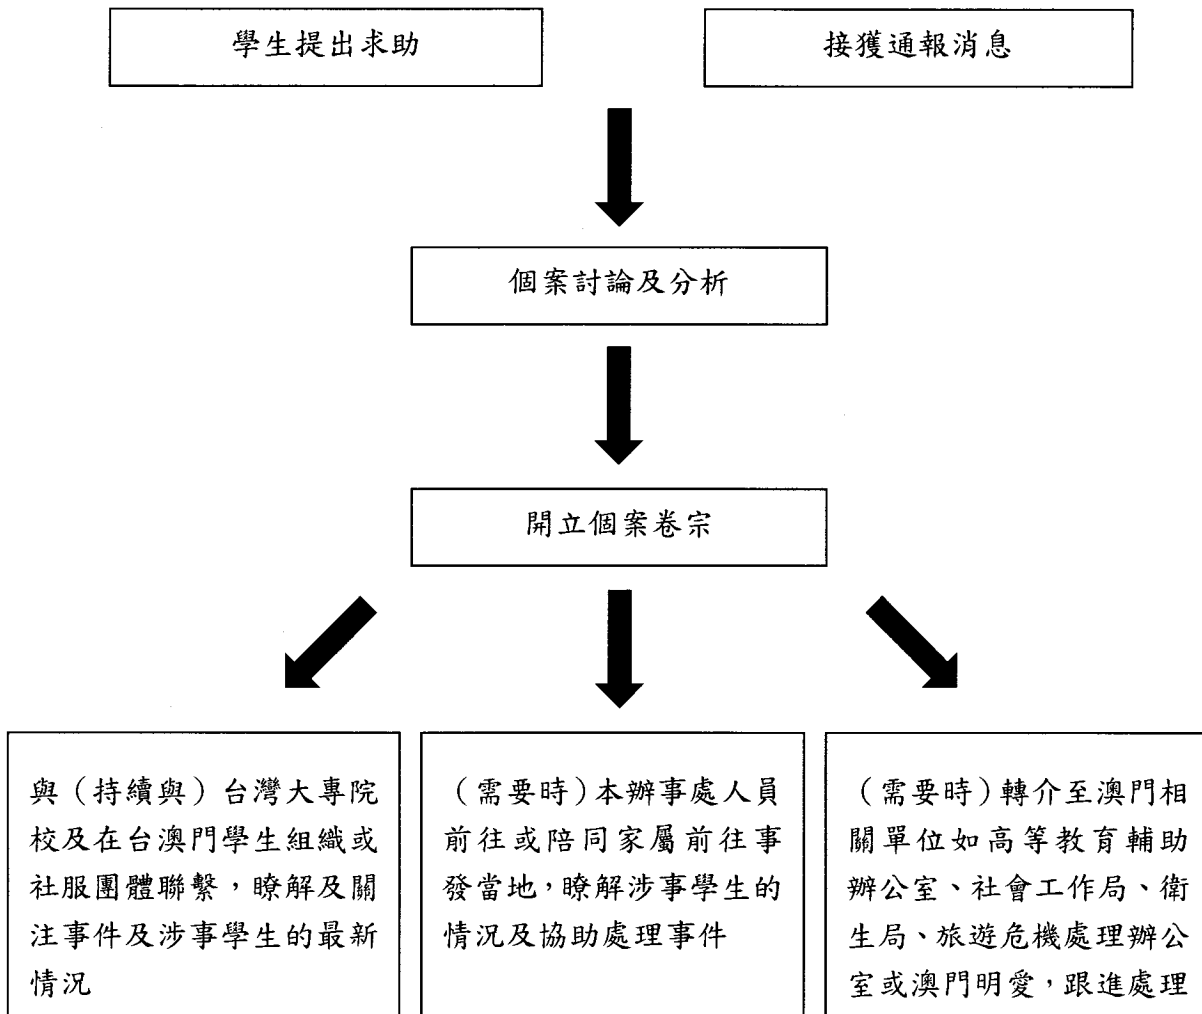 學生提出求助
接獲通報消息
個案討論及分析
開立個案卷宗
與（持續與）台灣大專院
校及在台澳門學生組織或
社服團體聯繫，瞭解及關
注事件及涉事學生的最新
情況
（需要時）本辦事處人員
前往或陪同家屬前往事
發當地，瞭解涉事學生的
情況及協助處理事件
（需要時）轉介至澳門相
關單位如高等教育輔助
辦公室、社會工作局、衛
生局、旅遊危機處理辦公
室或澳門明愛，跟進處理